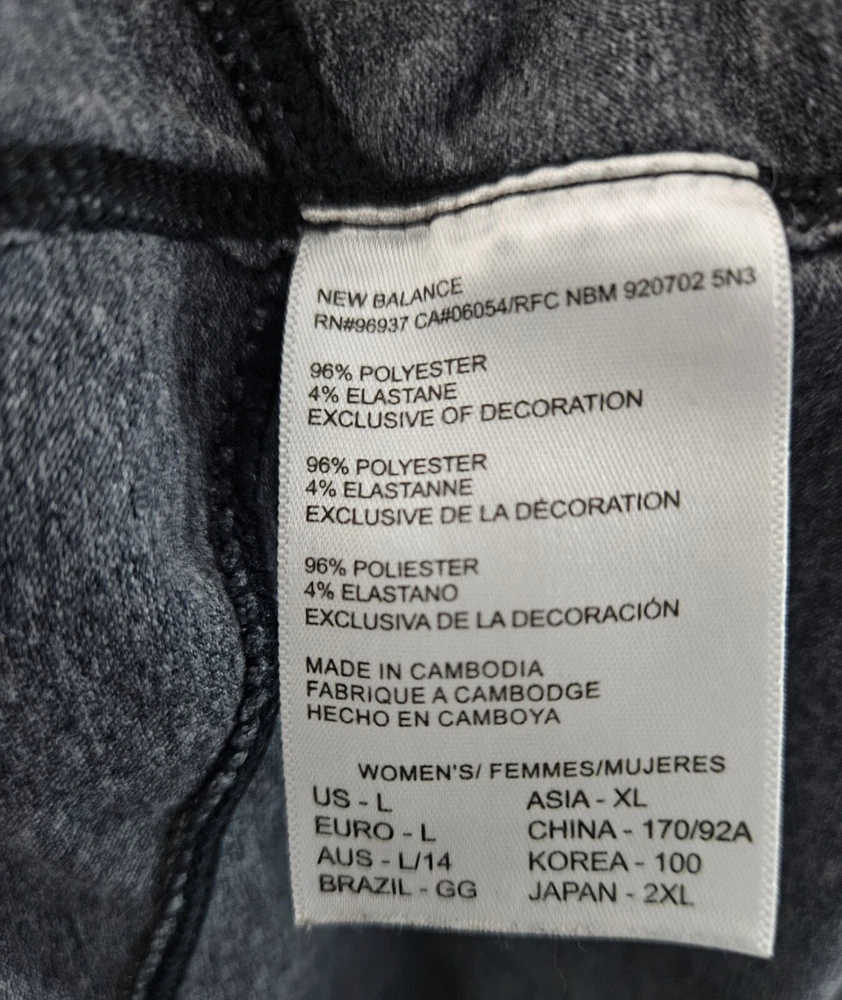 NEW BALANCE
RN#96937 CA#06054/RFC NBM 920702 5N3
96% POLYESTER
4% ELASTANE
EXCLUSIVE OF DECORATION
96% POLYESTER
4% ELASTANNE
EXCLUSIVE DE LA DÉCORATION
96% POLIESTER
4% ELASTANO
EXCLUSIVA DE LA DECORACIÓN
MADE IN CAMBODIA
FABRIQUE A CAMBODGE
HECHO EN CAMBOYA
WOMEN'S/ FEMMES/MUJERES
US - L ASIA - XL
EURO - L CHINA - 170/92A
AUS - L/14 KOREA - 100
BRAZIL - GG JAPAN - 2XL